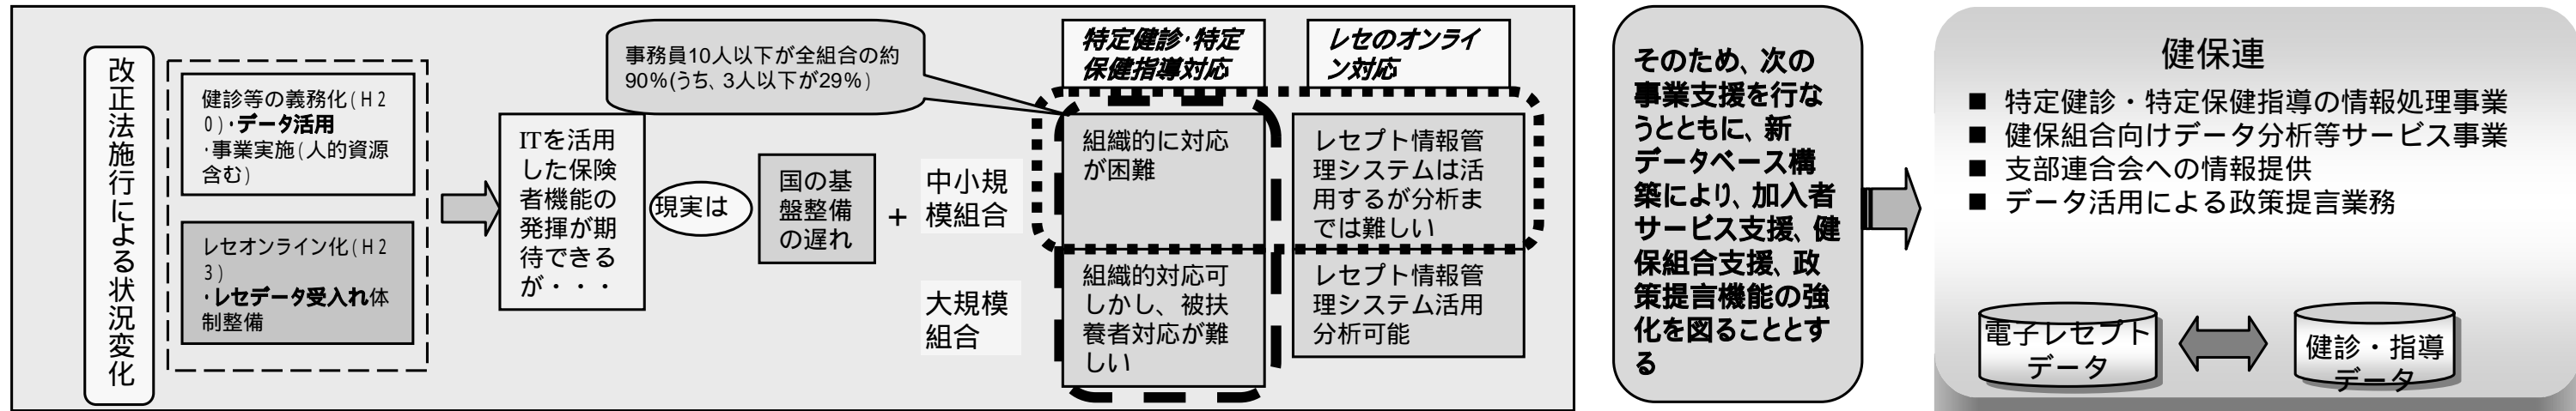 改正法施行による状況変化
健診等の義務化(H2
0)・データ活用
・事業実施(人的資源
含む)
レセオンライン化(H2
3)
・レセデータ受入れ体
制整備
ITを活用
した保険
者機能の
発揮が期
待できる
が・・・
現実は
国の基
盤整備
の遅れ
+
事務員10人以下が全組合の約
90%(うち、3人以下が29%)
中小規
模組合
大規模
組合
特定健診・特定
保健指導対応
レセのオンライ
ン対応
組織的に対応
が困難
レセプト情報管
理システムは活
用するが分析ま
では難しい
組織的対応可
しかし、被扶
養者対応が難
しい
レセプト情報管
理システム活用
分析可能
そのため、次の
事業支援を行な
うとともに、新
データベース構
築により、加入者
サービス支援、健
保組合支援、政
策提言機能の強
化を図ることとす
る
健保連
■ 特定健診・特定保健指導の情報処理事業
■ 健保組合向けデータ分析等サービス事業
■ 支部連合会への情報提供
■ データ活用による政策提言業務
電子レセプト
データ
健診・指導
データ